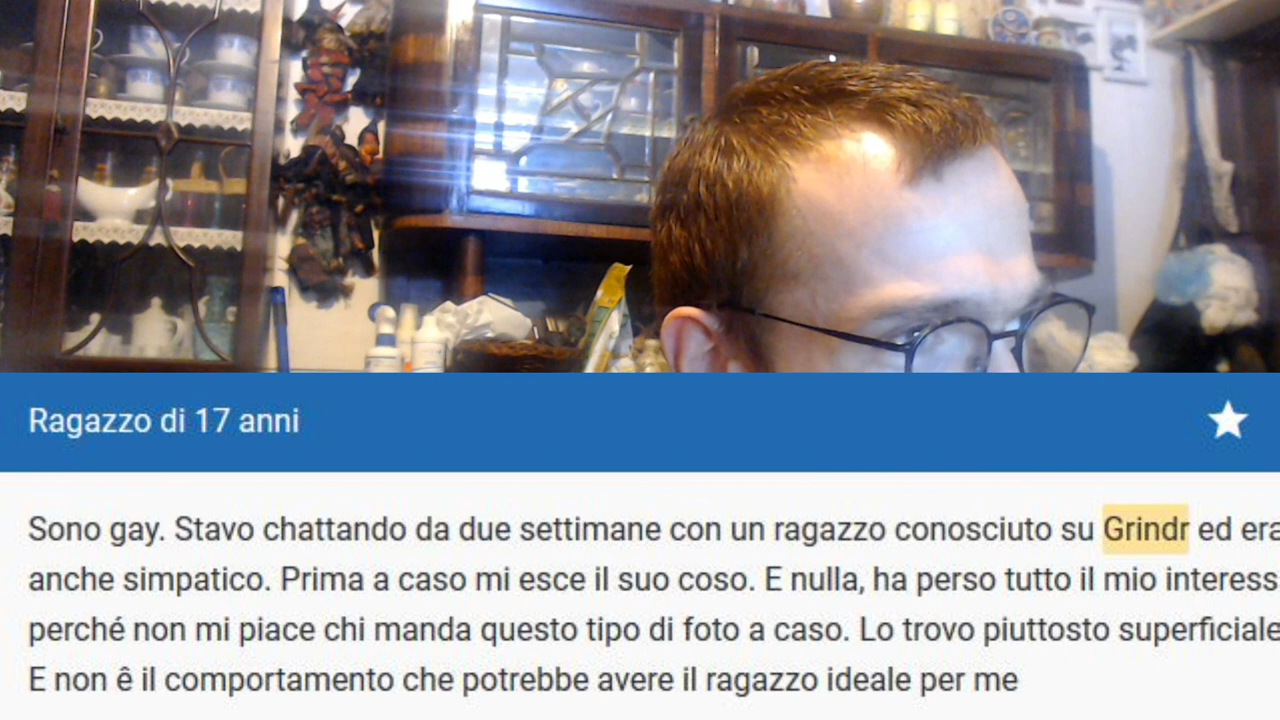 Ragazzo di 17 anni
Sono gay. Stavo chattando da due settimane con un ragazzo conosciuto su Grindr ed era
anche simpatico. Prima a caso mi esce il suo coso. E nulla, ha perso tutto il mio interess
perché non mi piace chi manda questo tipo di foto a caso. Lo trovo piuttosto superficiale
E non ê il comportamento che potrebbe avere il ragazzo ideale per me